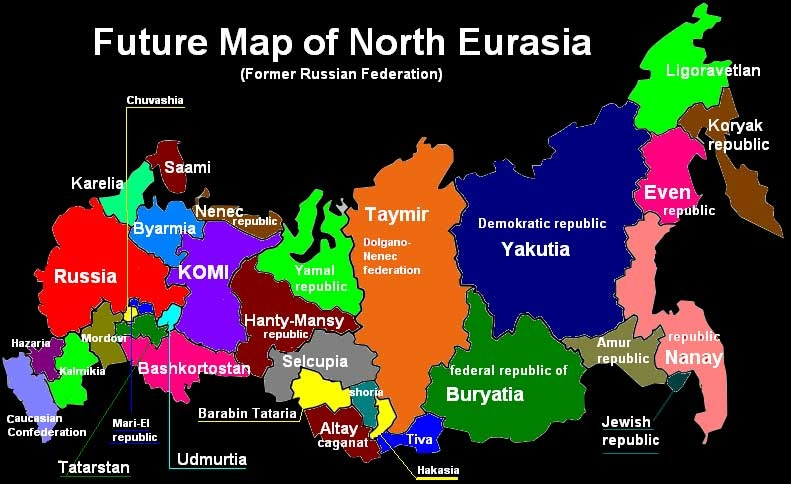 Future Map of North Eurasia
(Former Russian Federation)
Ligoravetlan
Chuvashia
Koryak
republic
Saami
Karelia
Even
republic
Nenec
republic
Taymir
Byarmia
Demokratic republic
Yakutia
Dolgano-
Nenec
federation
Russia
KOMI
Yamal
republic
Hanty-Mansy
republic
Hazaria
Mordovi
republic
Nanay
Amur
republic
Kalmikia
Selcupia
Bashkortostan
federal republic of
Buryatia
shoria
Caucasian
Confederation
Mari-El
republic
Barabin Tataria
Altay
caganat
Tiva
Jewish
republic
Tatarstan
Udmurtia
Hakasia